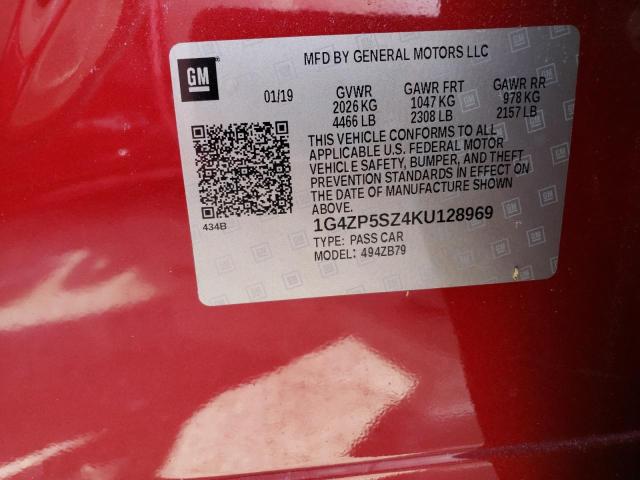 GM
MFD BY GENERAL MOTORS LLC
01/19
GVWR
2026 KG
4466 LB
GAWR FRT
1047 KG
2308 LB
GAWR RR
978 KG
2157 LB
THIS VEHICLE CONFORMS TO ALL
APPLICABLE U.S. FEDERAL MOTOR
VEHICLE SAFETY, BUMPER, AND THEFT
PREVENTION STANDARDS IN EFFECT ON
THE DATE OF MANUFACTURE SHOWN
ABOVE.
434B
1G4ZP5SZ4KU128969
TYPE: PASS CAR
MODEL: 494ZB79